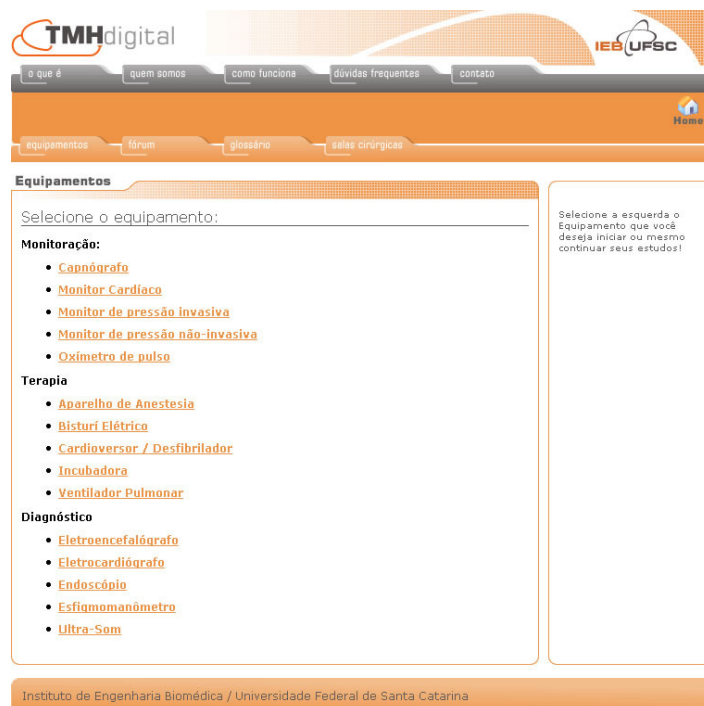 TMHdigital
IEB UFSC
o que é quem somos como funciona dúvidas frequentes contato
Home
equipamentos fórum glossário salas cirúrgicas
Equipamentos
Selecione o equipamento:
Monitoração:
Capnógrafo
Monitor Cardíaco
Monitor de pressão invasiva
Monitor de pressão não-invasiva
Oxímetro de pulso
Terapia
Aparelho de Anestesia
Bisturí Elétrico
Cardioversor / Desfibrilador
Incubadora
Ventilador Pulmonar
Diagnóstico
Eletroencefalógrafo
Eletrocardiógrafo
Endoscópio
Esfigmomanômetro
Ultra-Som
Selecione a esquerda o
Equipamento que você
deseja iniciar ou mesmo
continuar seus estudos!
Instituto de Engenharia Biomédica / Universidade Federal de Santa Catarina